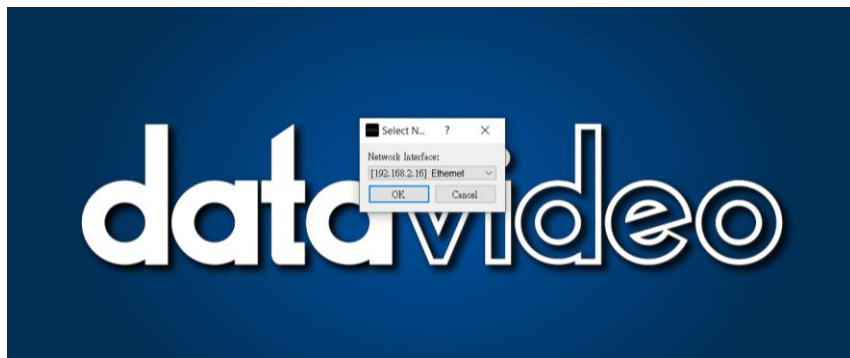 datavideo
Select N... ? ×
Network Interface:
[192.168.2.16] Ethernet
OK Cancel